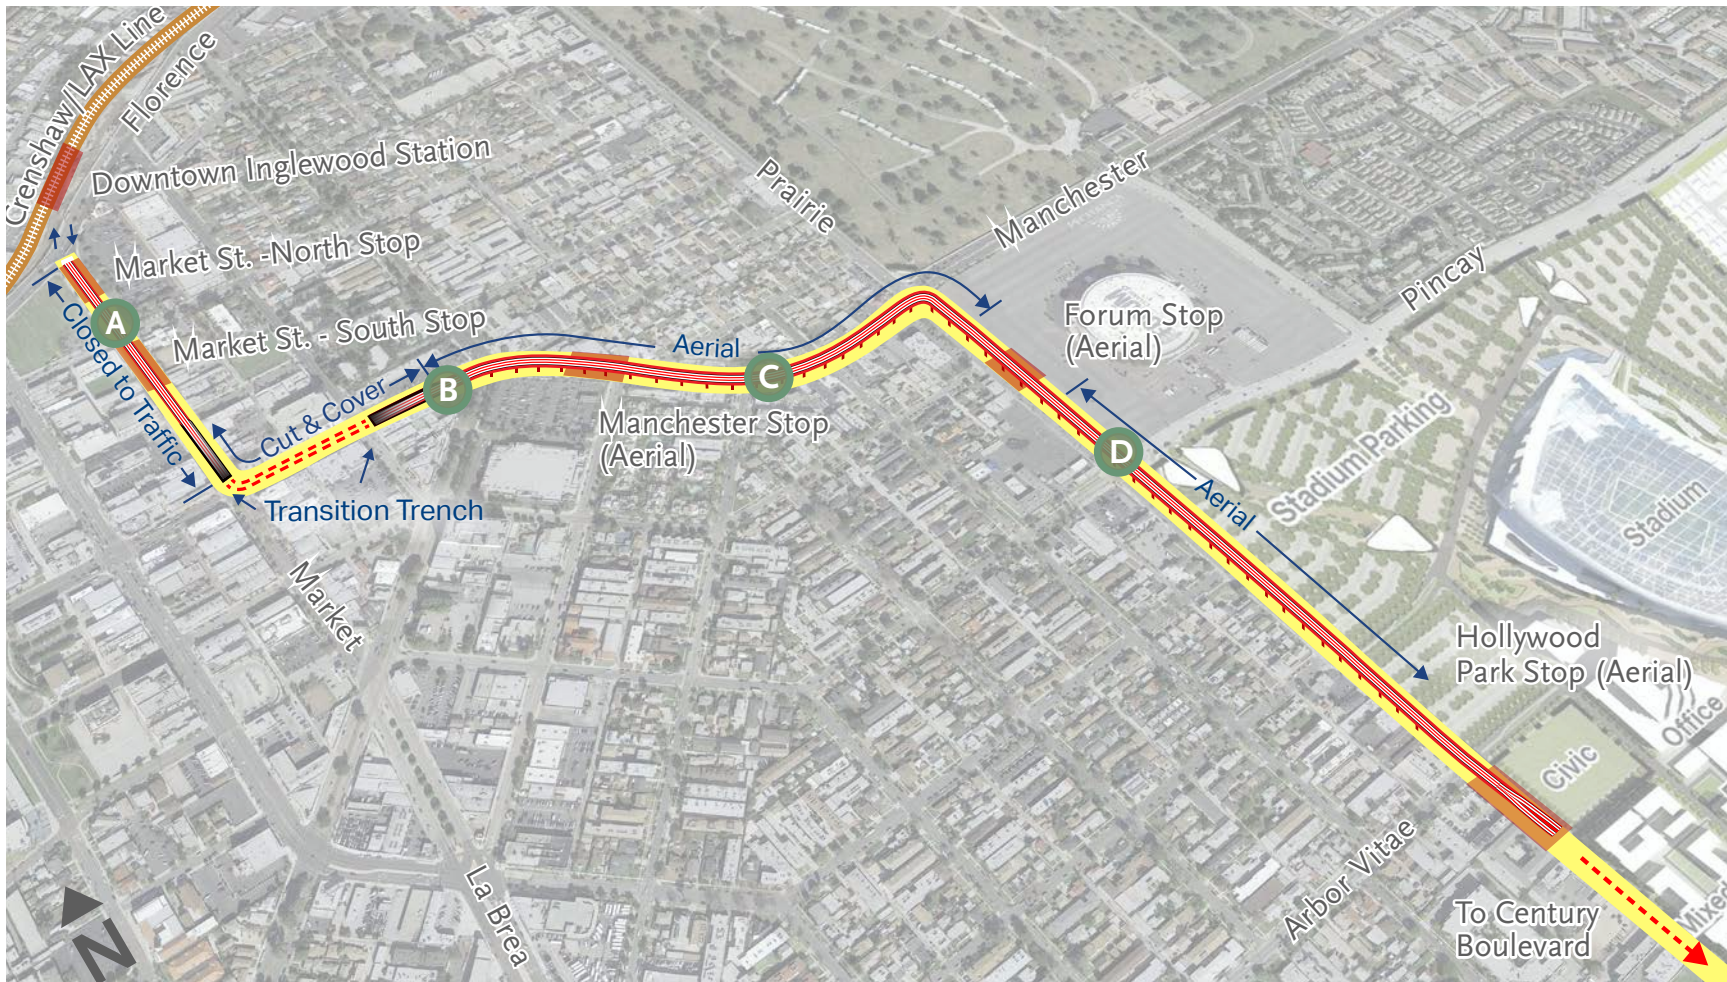 Crenshaw/LAX Line
Florence
Downtown Inglewood Station
Market St. -North Stop
A
Market St. - South Stop
Closed to Traffic
Cut & Cover
B
Transition Trench
Aerial
C
Manchester Stop
(Aerial)
Prairie
Manchester
Forum Stop
(Aerial)
Pincay
D
Aerial
Stadium Parking
Stadium
Hollywood
Park Stop (Aerial)
Office
Civic
Mixed
Market
La Brea
Arbor Vitae
To Century
Boulevard
N